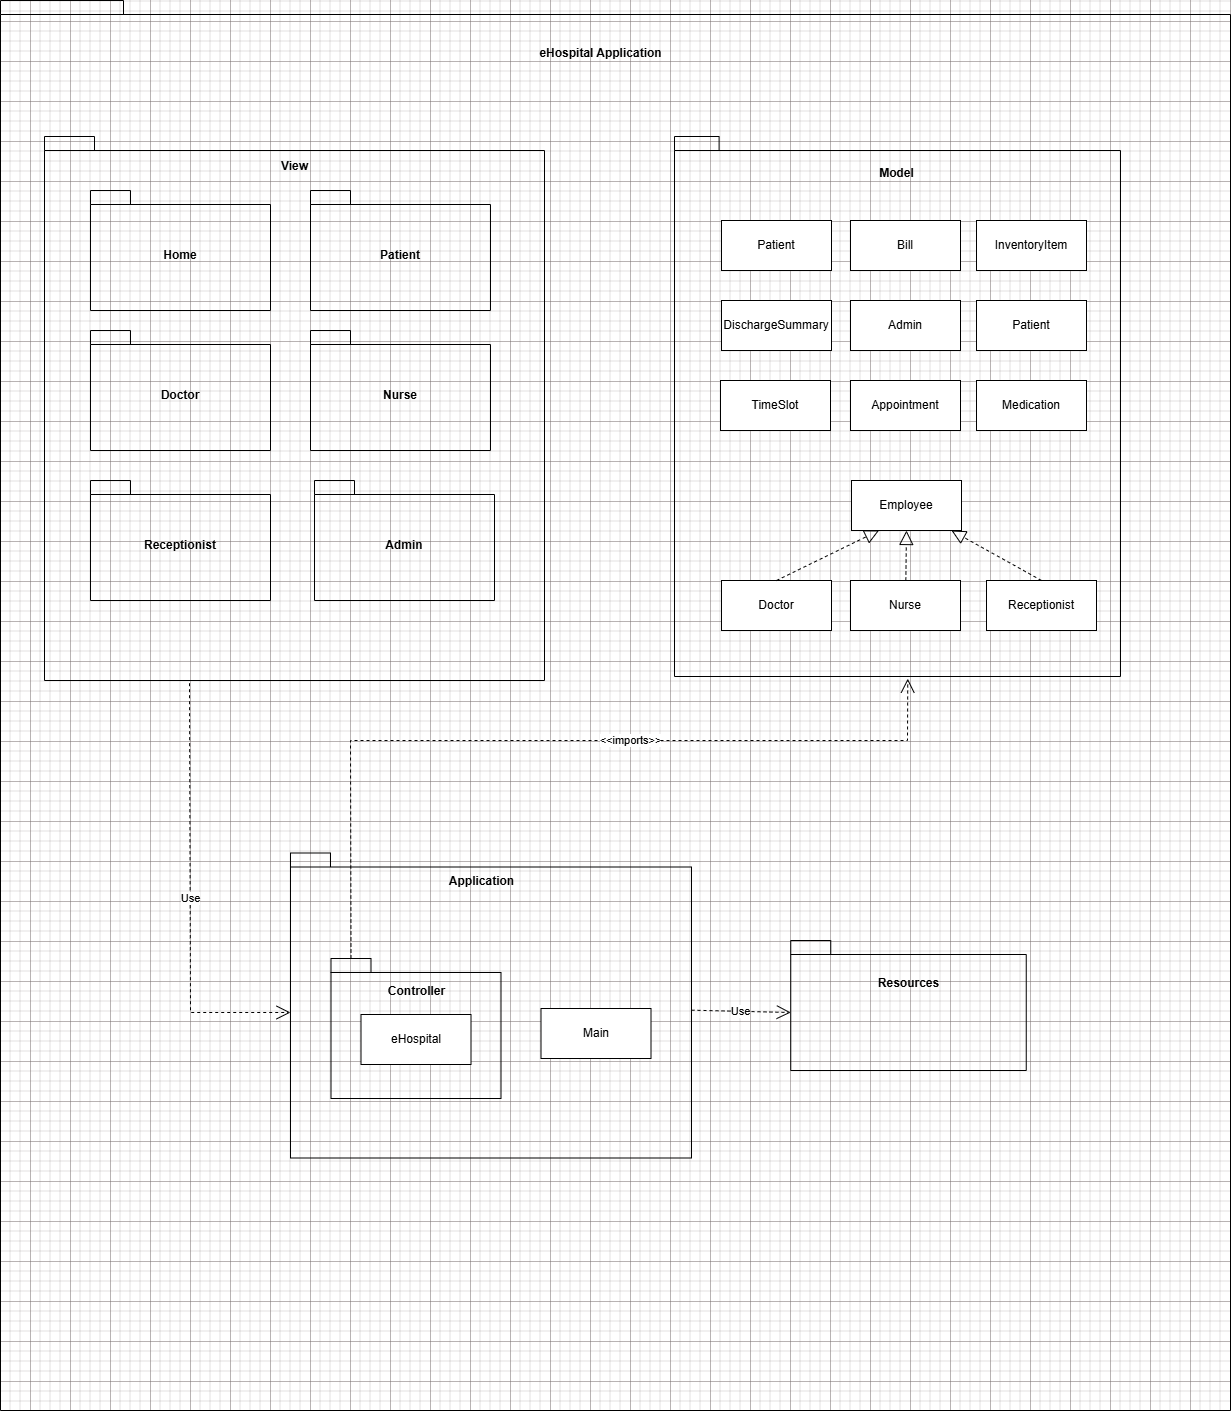 eHospital Application
View
Home
Patient
Doctor
Nurse
Receptionist
Admin
Model
Patient
Bill
InventoryItem
DischargeSummary
Admin
Patient
TimeSlot
Appointment
Medication
Employee
Doctor
Nurse
Receptionist
<<imports>>
Use
Application
Controller
eHospital
Main
Use
Resources